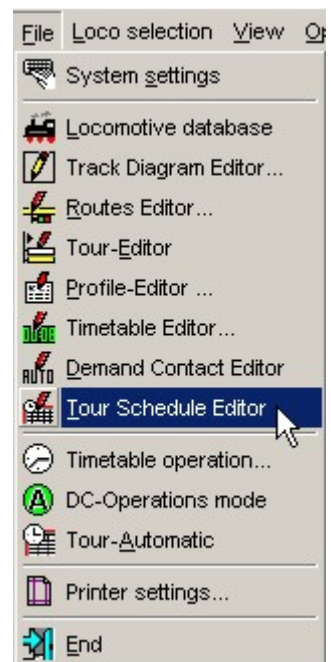 File Loco selection View
System settings
Locomotive database
Track Diagram Editor...
Routes Editor...
Tour-Editor
Profile-Editor ...
Timetable Editor...
AUTO Demand Contact Editor
Tour Schedule Editor
Timetable operation...
A DC-Operations mode
Tour-Automatic
Printer settings...
End